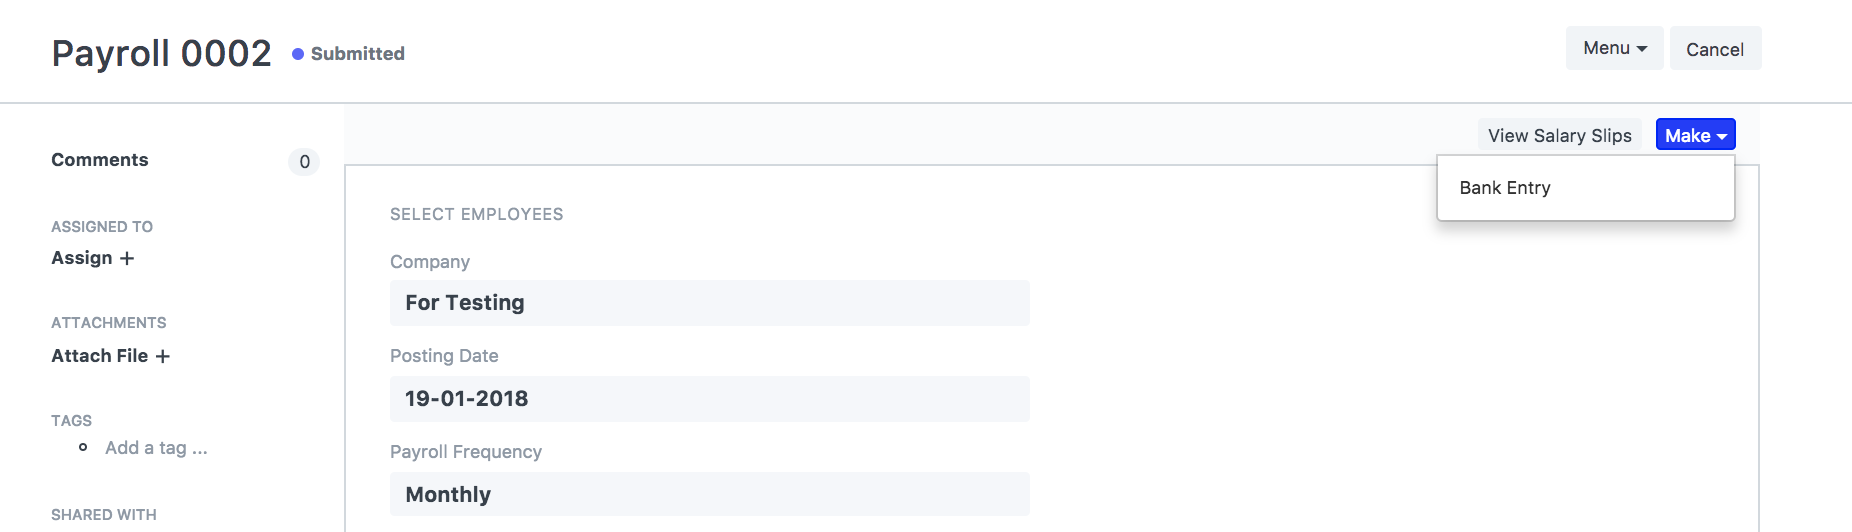 Payroll 0002
Submitted
Menu
Cancel
View Salary Slips
Make
Bank Entry
Comments
0
ASSIGNED TO
Assign +
ATTACHMENTS
Attach File +
TAGS
Add a tag ...
SHARED WITH
SELECT EMPLOYEES
Company
For Testing
Posting Date
19-01-2018
Payroll Frequency
Monthly